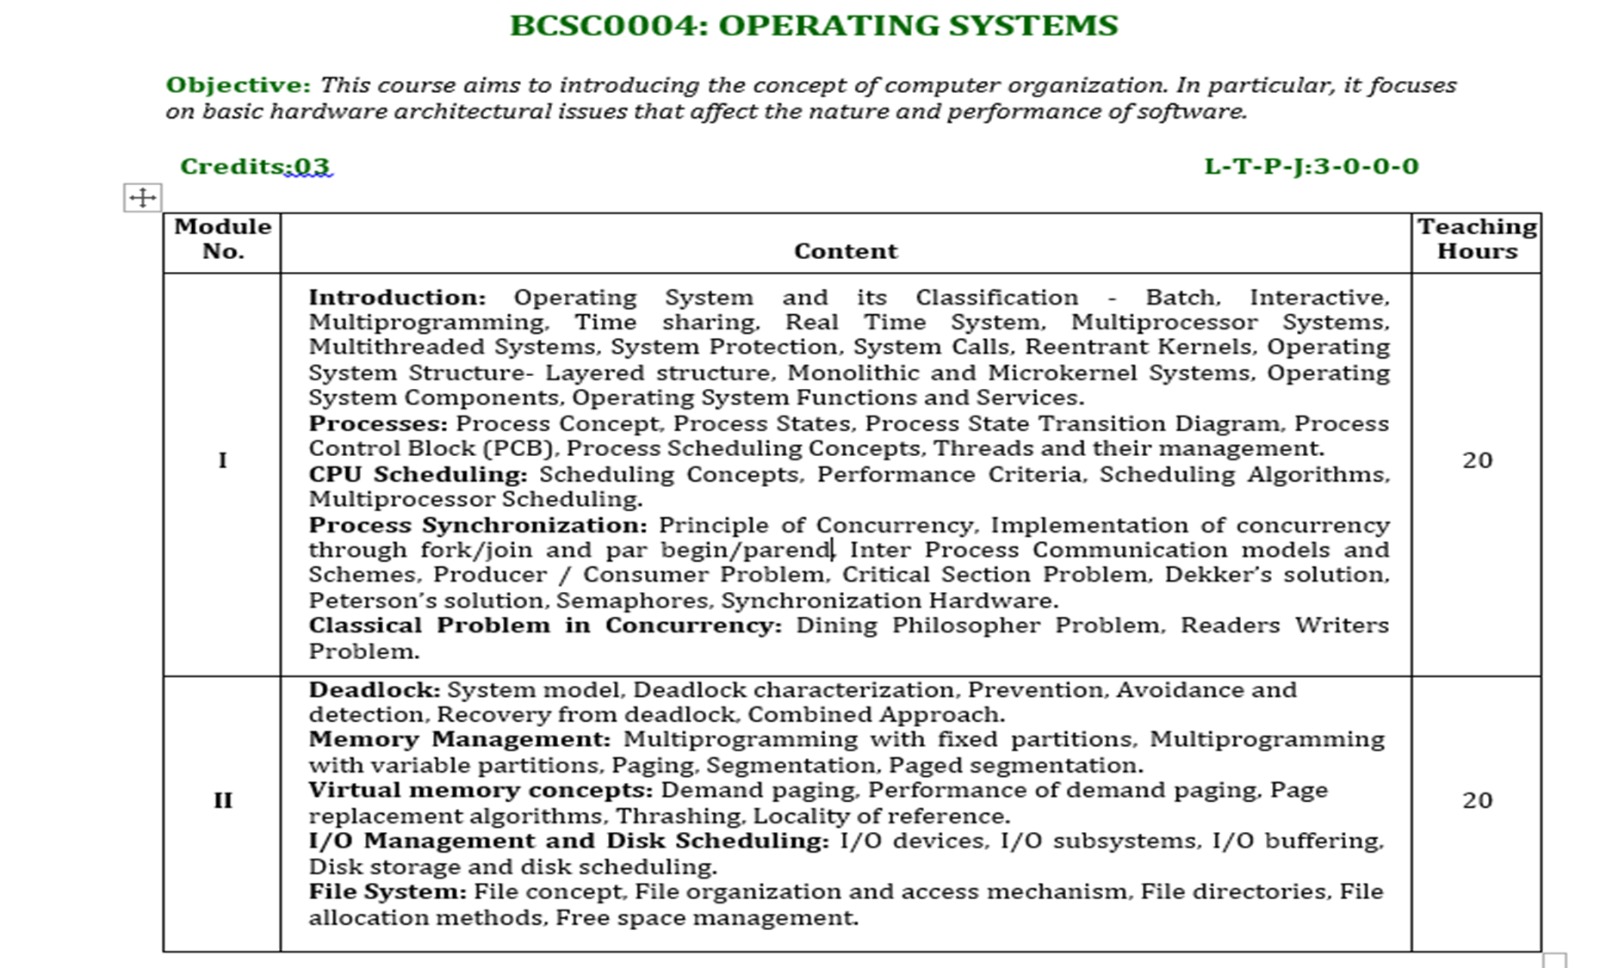 BCSC0004: OPERATING SYSTEMS
Objective: This course aims to introducing the concept of computer organization. In particular, it focuses
on basic hardware architectural issues that affect the nature and performance of software.
Credits:03 L-T-P-J:3-0-0-0
Module No. Content Teaching Hours
Introduction: Operating System and its Classification - Batch, Interactive,
Multiprogramming, Time sharing, Real Time System, Multiprocessor Systems,
Multithreaded Systems, System Protection, System Calls, Reentrant Kernels, Operating
System Structure- Layered structure, Monolithic and Microkernel Systems, Operating
System Components, Operating System Functions and Services.
Processes: Process Concept, Process States, Process State Transition Diagram, Process
Control Block (PCB), Process Scheduling Concepts, Threads and their management.
I 20
CPU Scheduling: Scheduling Concepts, Performance Criteria, Scheduling Algorithms,
Multiprocessor Scheduling.
Process Synchronization: Principle of Concurrency, Implementation of concurrency
through fork/join and par begin/parend, Inter Process Communication models and
Schemes, Producer / Consumer Problem, Critical Section Problem, Dekker's solution,
Peterson's solution, Semaphores, Synchronization Hardware.
Classical Problem in Concurrency: Dining Philosopher Problem, Readers Writers
Problem.
Deadlock: System model, Deadlock characterization, Prevention, Avoidance and
detection, Recovery from deadlock, Combined Approach.
Memory Management: Multiprogramming with fixed partitions, Multiprogramming
with variable partitions, Paging, Segmentation, Paged segmentation.
Virtual memory concepts: Demand paging, Performance of demand paging, Page
II 20
replacement algorithms, Thrashing, Locality of reference.
I/O Management and Disk Scheduling: I/O devices, I/O subsystems, I/O buffering,
Disk storage and disk scheduling.
File System: File concept, File organization and access mechanism, File directories, File
allocation methods, Free space management.